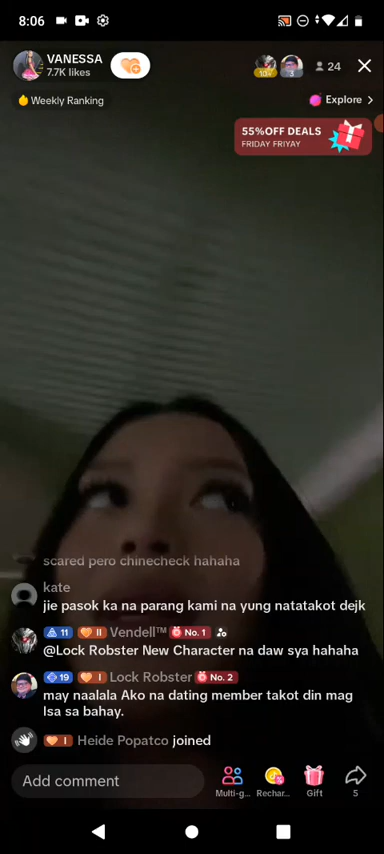 8:06
VANESSA
7.7K likes
10
3
24
Weekly Ranking
Explore
55%OFF DEALS
FRIDAY FRIYAY
scared pero chinecheck hahaha
kate
jie pasok ka na parang kami na yung natatakot dejk
11 II Vendell™ No. 1
@Lock Robster New Character na daw sya hahaha
19 I Lock Robster No. 2
may naalala Ako na dating member takot din mag
Isa sa bahay.
I Heide Popatco joined
Add comment
Multi-g...
Rechar...
Gift
5